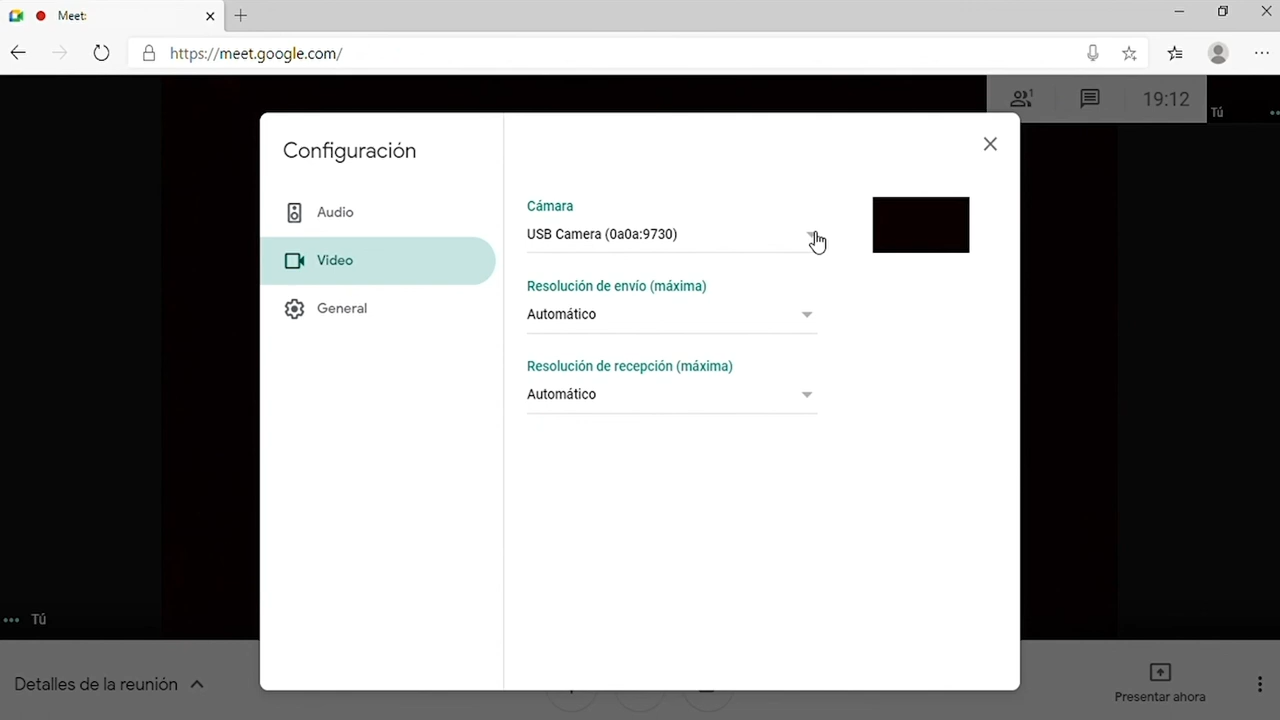 Meet:
https://meet.google.com/
1
19:12
Tú
Configuración
Audio
Video
General
Cámara
USB Camera (0a0a:9730)
Resolución de envío (máxima)
Automático
Resolución de recepción (máxima)
Automático
Tú
Detalles de la reunión
Presentar ahora